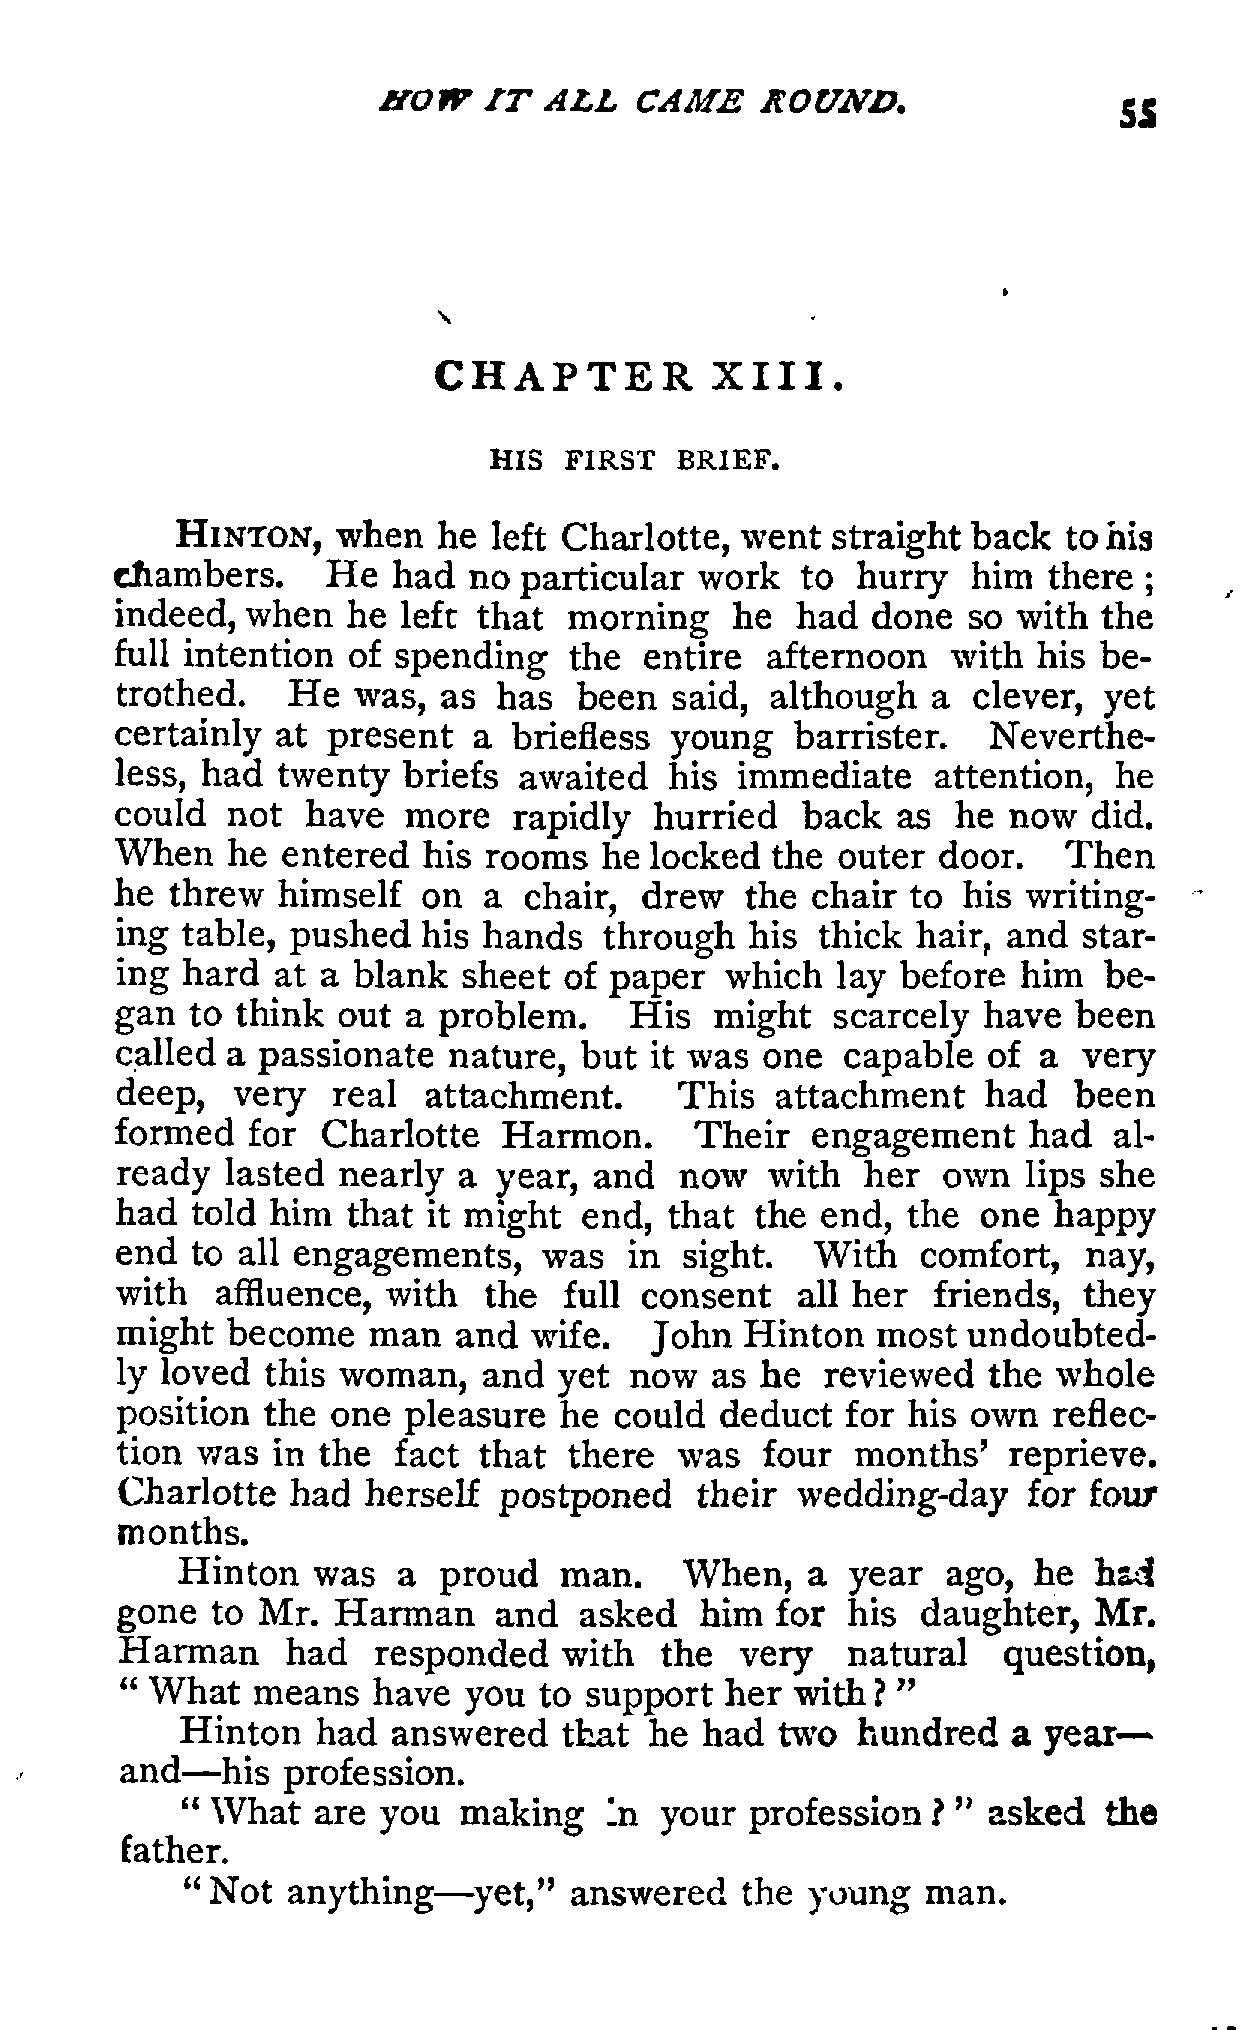 HOW IT ALL CAME ROUND.
55
CHAPTER XIII.
HIS FIRST BRIEF.
HINTON, when he left Charlotte, went straight back to his
chambers. He had no particular work to hurry him there ;
indeed, when he left that morning he had done so with the
full intention of spending the entire afternoon with his be-
trothed. He was, as has been said, although a clever, yet
certainly at present a briefless young barrister. Neverthe-
less, had twenty briefs awaited his immediate attention, he
could not have more rapidly hurried back as he now did.
When he entered his rooms he locked the outer door. Then
he threw himself on a chair, drew the chair to his writing-
ing table, pushed his hands through his thick hair, and star-
ing hard at a blank sheet of paper which lay before him be-
gan to think out a problem. His might scarcely have been
called a passionate nature, but it was one capable of a very
deep, very real attachment. This attachment had been
formed for Charlotte Harmon. Their engagement had al-
ready lasted nearly a year, and now with her own lips she
had told him that it might end, that the end, the one happy
end to all engagements, was in sight. With comfort, nay,
with affluence, with the full consent all her friends, they
might become man and wife. John Hinton most undoubted-
ly loved this woman, and yet now as he reviewed the whole
position the one pleasure he could deduct for his own reflec-
tion was in the fact that there was four months' reprieve.
Charlotte had herself postponed their wedding-day for four
months.
Hinton was a proud man. When, a year ago, he had
gone to Mr. Harman and asked him for his daughter, Mr.
Harman had responded with the very natural question,
" What means have you to support her with ? "
Hinton had answered that he had two hundred a year—
and—his profession.
" What are you making in your profession ? " asked the
father.
" Not anything—yet," answered the young man.